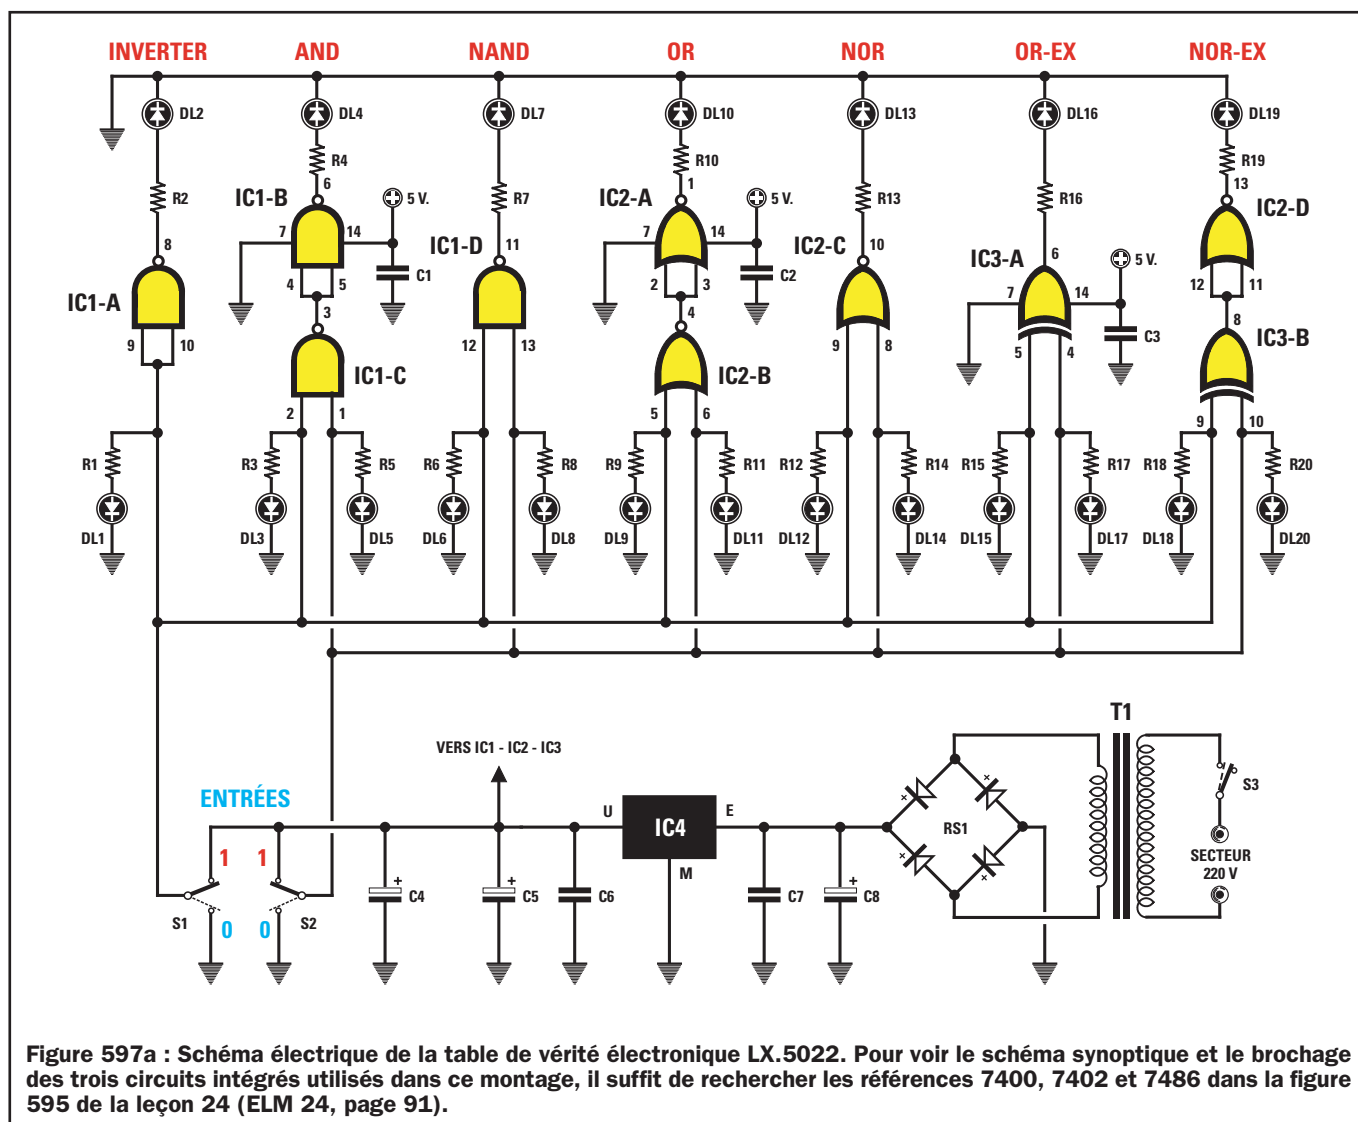 INVERTER AND NAND OR NOR OR-EX NOR-EX
DL2 DL4 DL7 DL10 DL13 DL16 DL19
R4 R10 R19
6 1 13
R2 IC1-B 5 V. R7 IC2-A 5 V. R13 R16 IC2-D
7 14 7 14
8 IC1-D 11 IC2-C 10 IC3-A 6 5 V.
C1 C2
IC1-A 4 5 2 3 7 14 12 11
3 4 8
9 10 12 13 9 8 5 4 C3 IC3-B
IC1-C IC2-B
2 1 5 6 9 10
R1 R3 R5 R6 R8 R9 R11 R12 R14 R15 R17 R18 R20
DL1 DL3 DL5 DL6 DL8 DL9 DL11 DL12 DL14 DL15 DL17 DL18 DL20
T1
VERS IC1 - IC2 - IC3
S3
ENTRÉES
U IC4 E RS1
1 1 SECTEUR
220 V
M
+ + +
C4 C5 C6 C7 C8
S1 0 0 S2
Figure 597a : Schéma électrique de la table de vérité électronique LX.5022. Pour voir le schéma synoptique et le brochage
des trois circuits intégrés utilisés dans ce montage, il suffit de rechercher les références 7400, 7402 et 7486 dans la figure
595 de la leçon 24 (ELM 24, page 91).